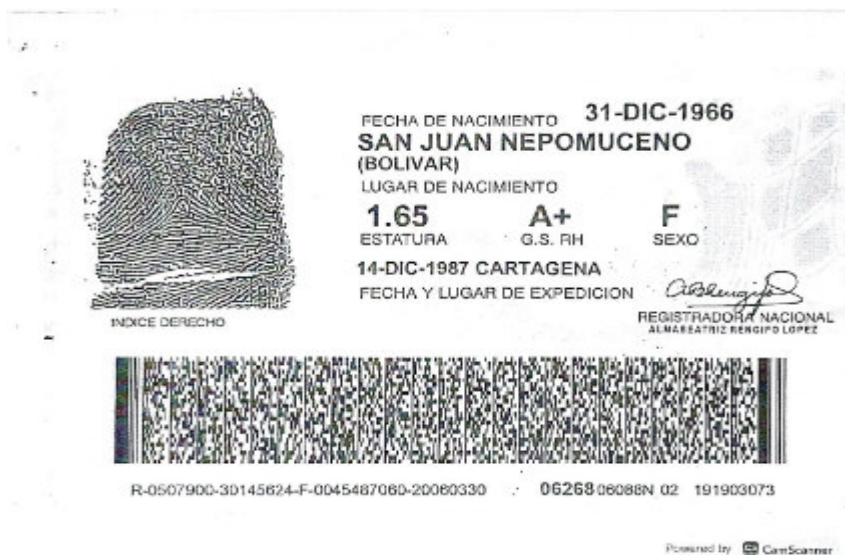 FECHA DE NACIMIENTO 31-DIC-1966
SAN JUAN NEPOMUCENO
(BOLIVAR)
LUGAR DE NACIMIENTO
1.65 A+ F
ESTATURA G.S. RH SEXO
14-DIC-1987 CARTAGENA
FECHA Y LUGAR DE EXPEDICION
INDICE DERECHO
REGISTRADORA NACIONAL
ALMABEATRIZ RENGIFO LOPEZ
R-0507900-30145624-F-0045487060-20060330 06268 06088N 02 191903073
Powered by CS CamScanner